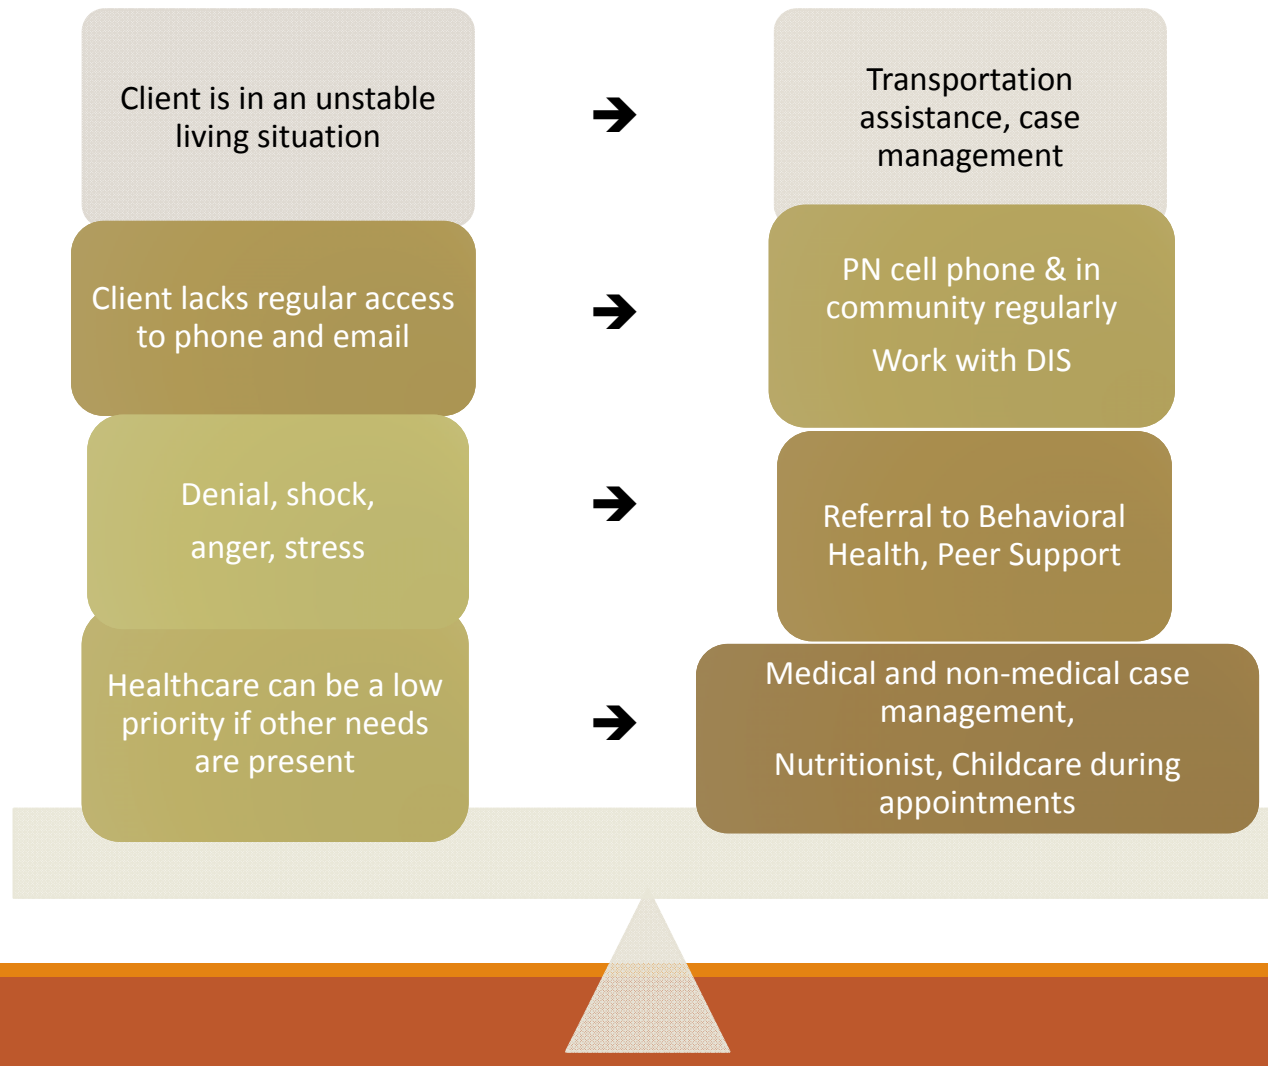 Client is in an unstable
living situation
➔
Transportation
assistance, case
management
Client lacks regular access
to phone and email
➔
PN cell phone & in
community regularly
Work with DIS
Denial, shock,
anger, stress
➔
Referral to Behavioral
Health, Peer Support
Healthcare can be a low
priority if other needs
are present
➔
Medical and non-medical case
management,
Nutritionist, Childcare during
appointments